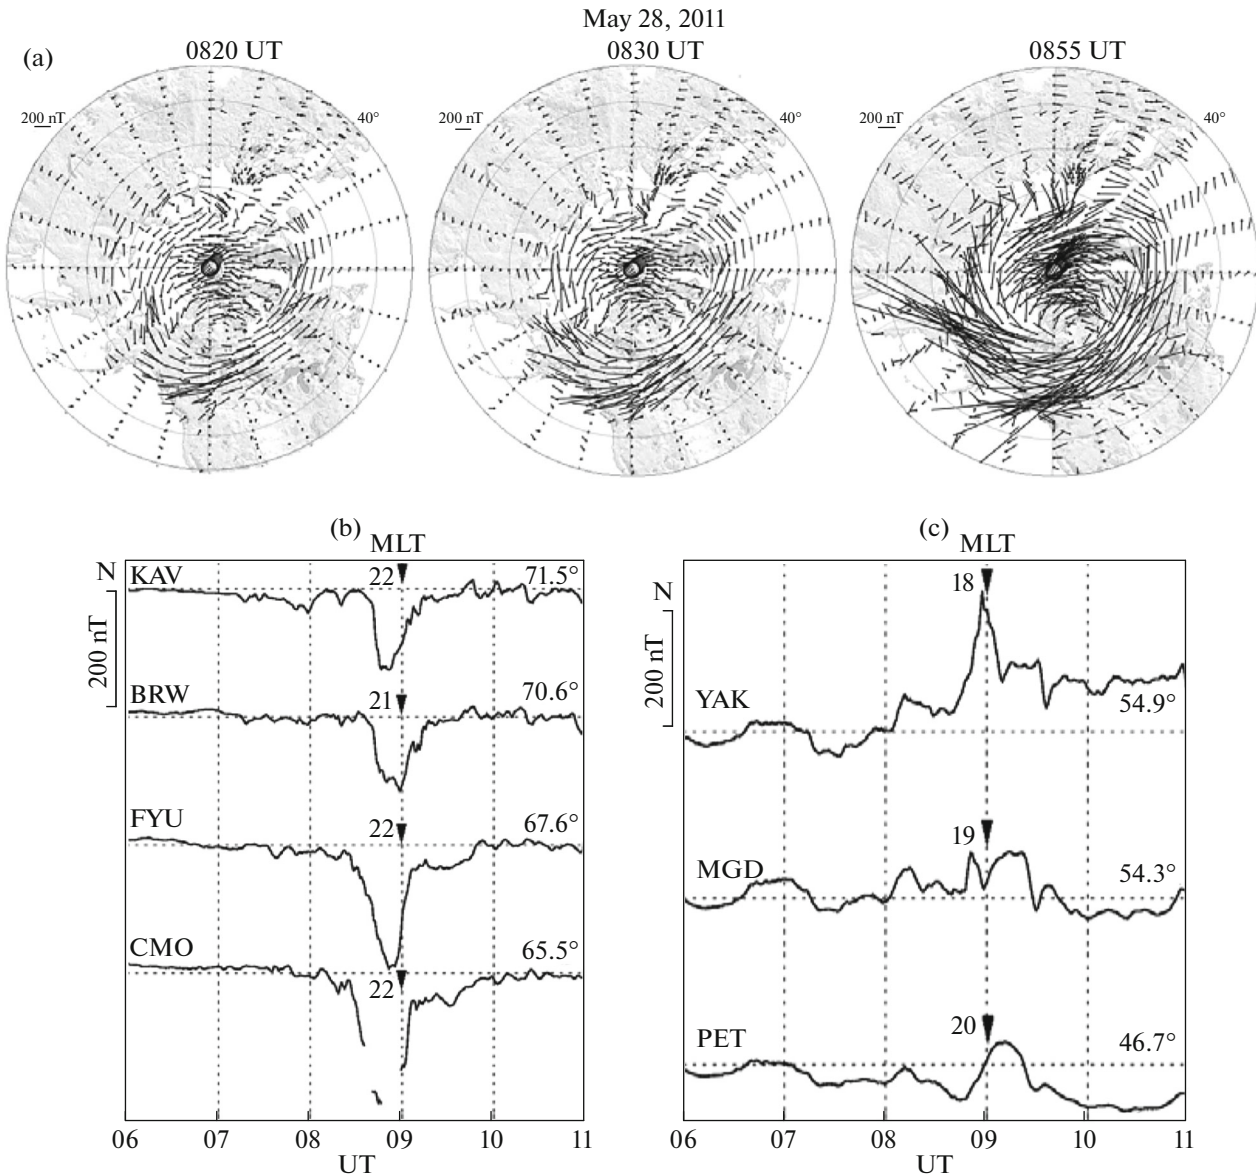 May 28, 2011
(a)
0820 UT
0830 UT
0855 UT
200 nT
40°
200 nT
40°
200 nT
40°
(b)
MLT
N
200 nT
KAV
22
71.5°
BRW
21
70.6°
FYU
22
67.6°
CMO
22
65.5°
06 07 08 09 10 11
UT
(c)
MLT
N
200 nT
18
YAK
54.9°
19
MGD
54.3°
20
PET
46.7°
06 07 08 09 10 11
UT